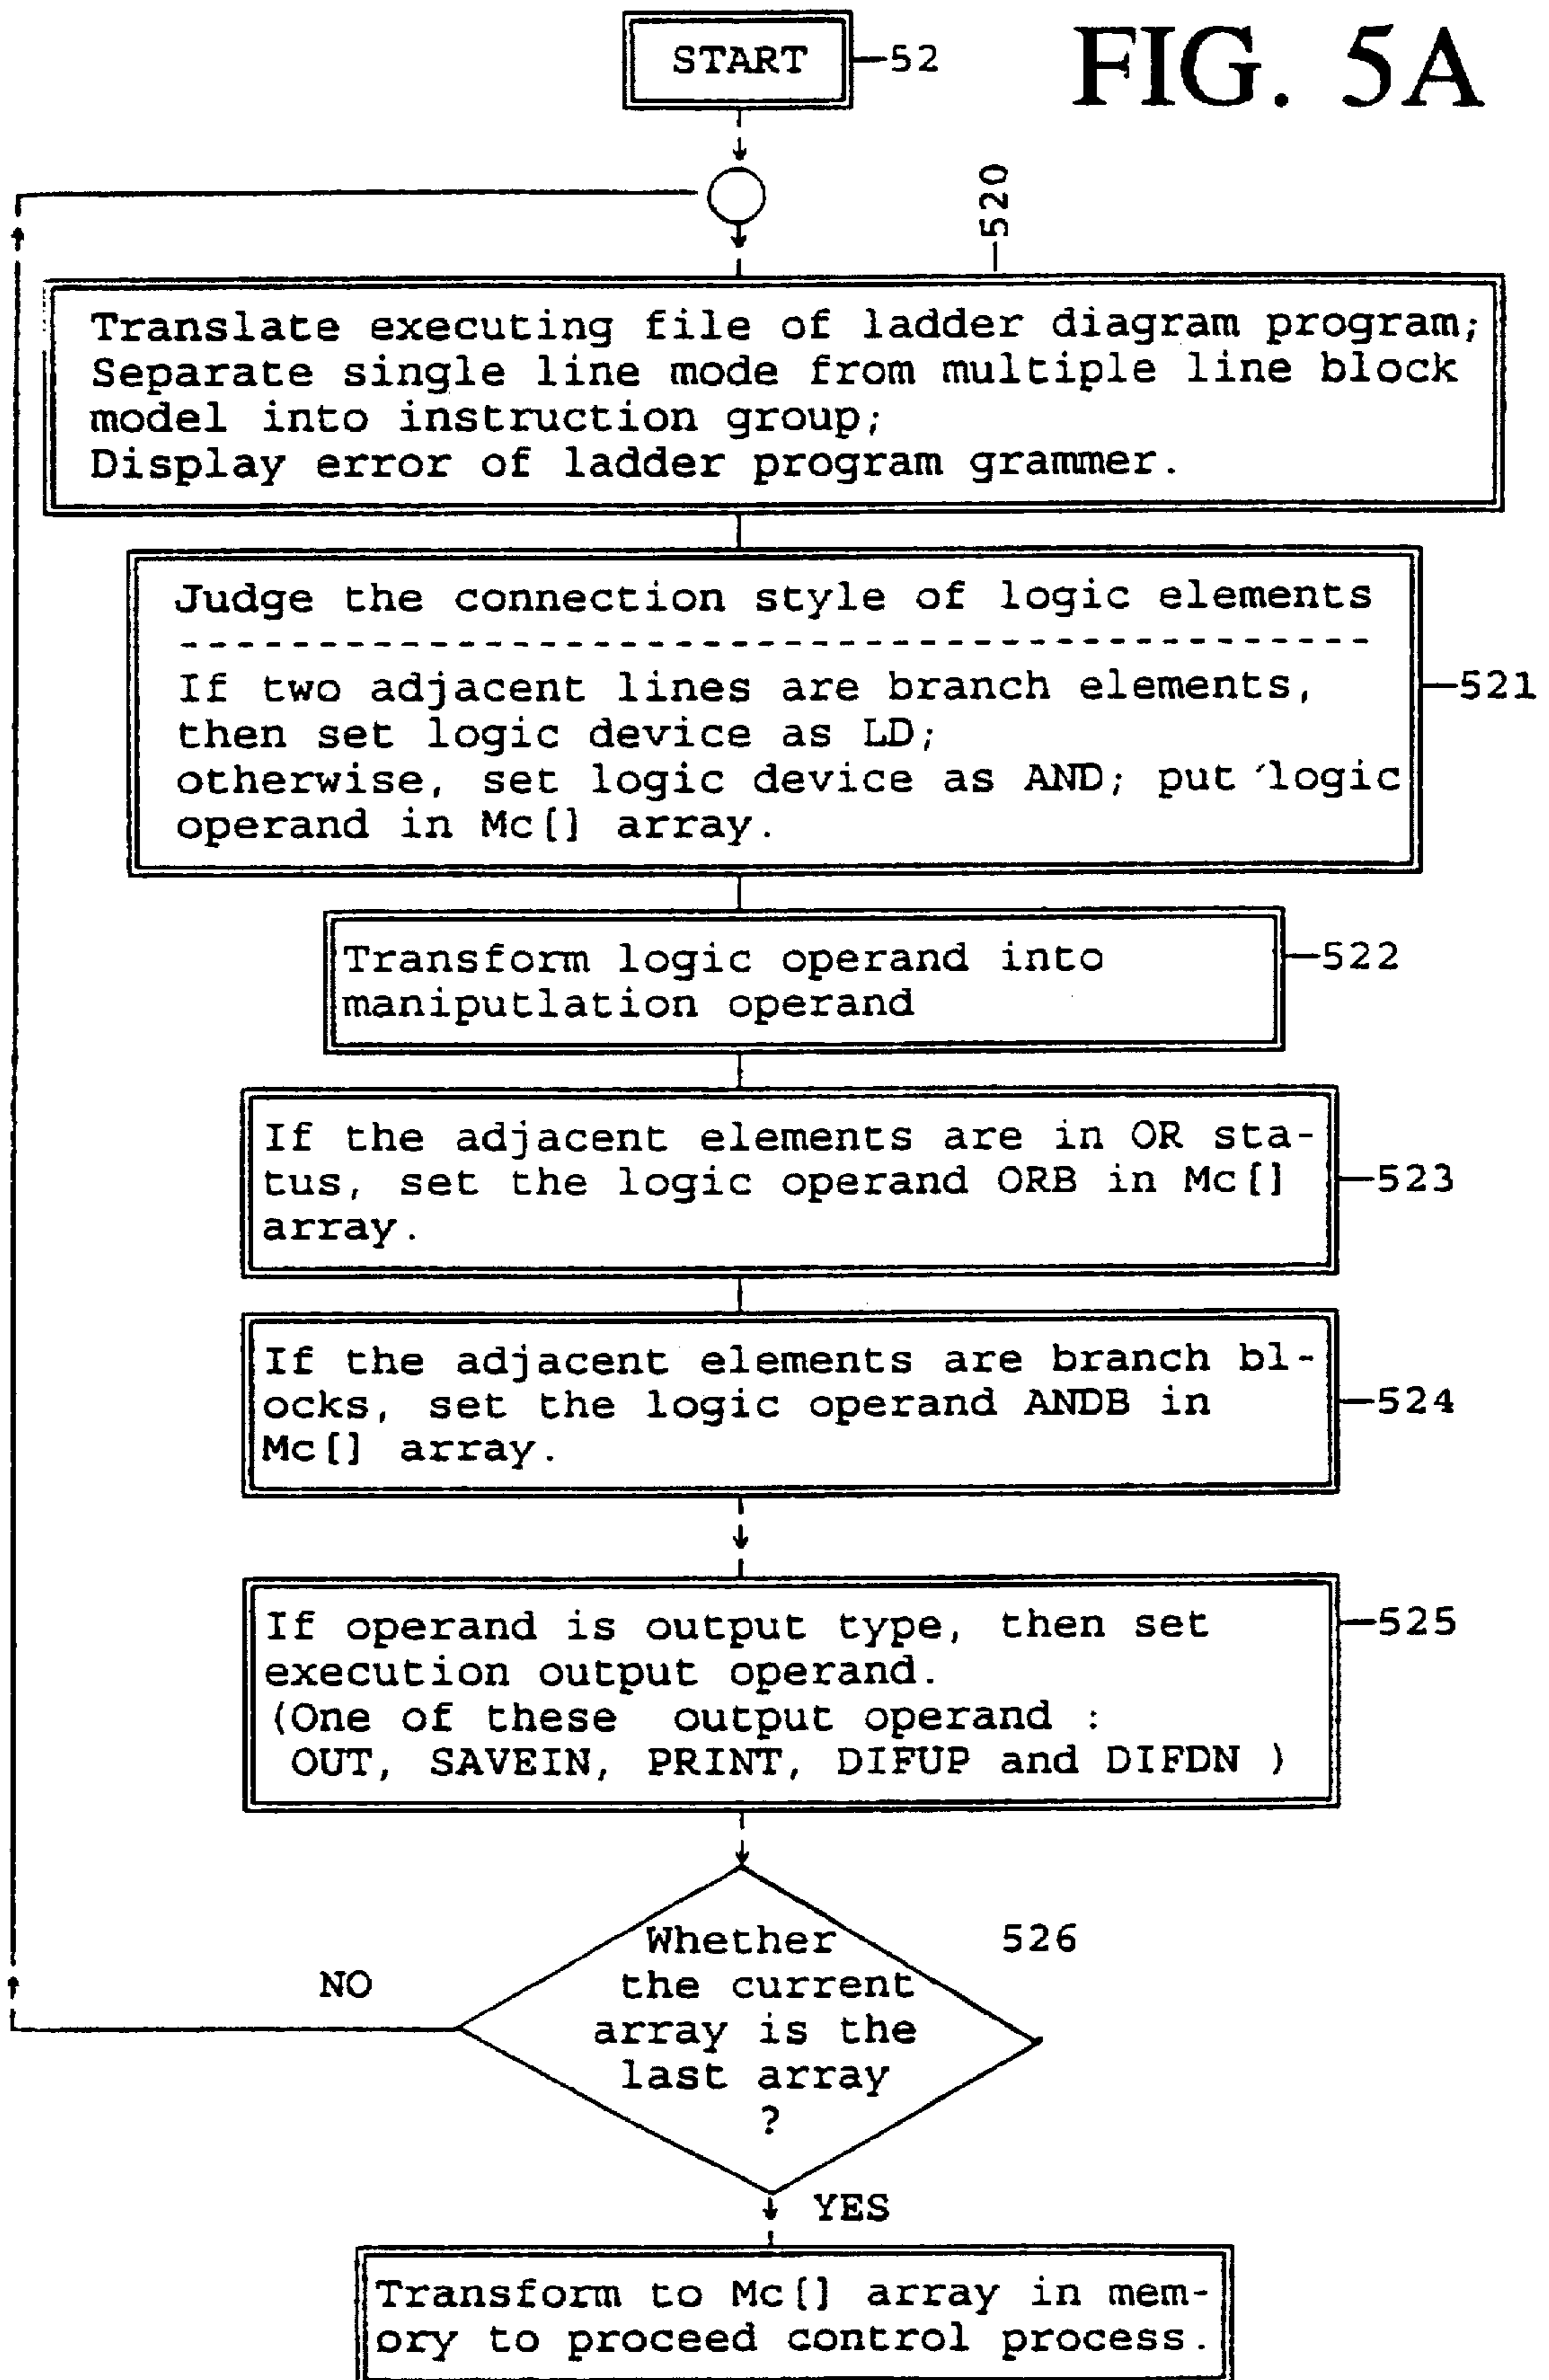 FIG. 5A
START
52
520
Translate executing file of ladder diagram program;
Separate single line mode from multiple line block
model into instruction group;
Display error of ladder program grammer.
Judge the connection style of logic elements
If two adjacent lines are branch elements,
then set logic device as LD;
otherwise, set logic device as AND; put logic
operand in Mc[] array.
521
Transform logic operand into
maniputlation operand
522
If the adjacent elements are in OR sta-
tus, set the logic operand ORB in Mc[]
array.
523
If the adjacent elements are branch bl-
ocks, set the logic operand ANDB in
Mc[] array.
524
If operand is output type, then set
execution output operand.
(One of these output operand :
OUT, SAVEIN, PRINT, DIFUP and DIFDN )
525
Whether
the current
array is the
last array
?
526
NO
YES
Transform to Mc[] array in mem-
ory to proceed control process.